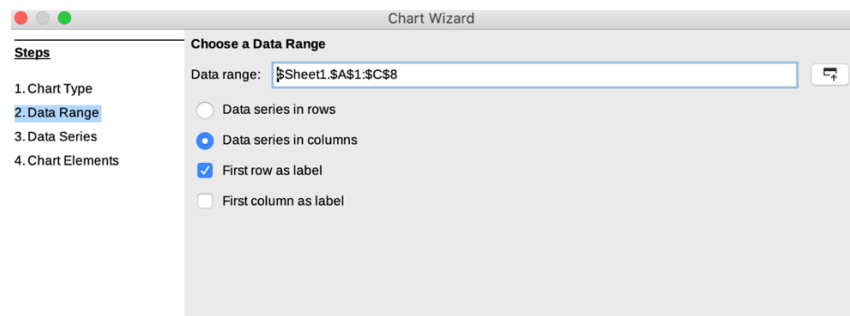 Chart Wizard
Steps
1. Chart Type
2. Data Range
3. Data Series
4. Chart Elements
Choose a Data Range
Data range: $Sheet1.$A$1:$C$8
Data series in rows
Data series in columns
First row as label
First column as label